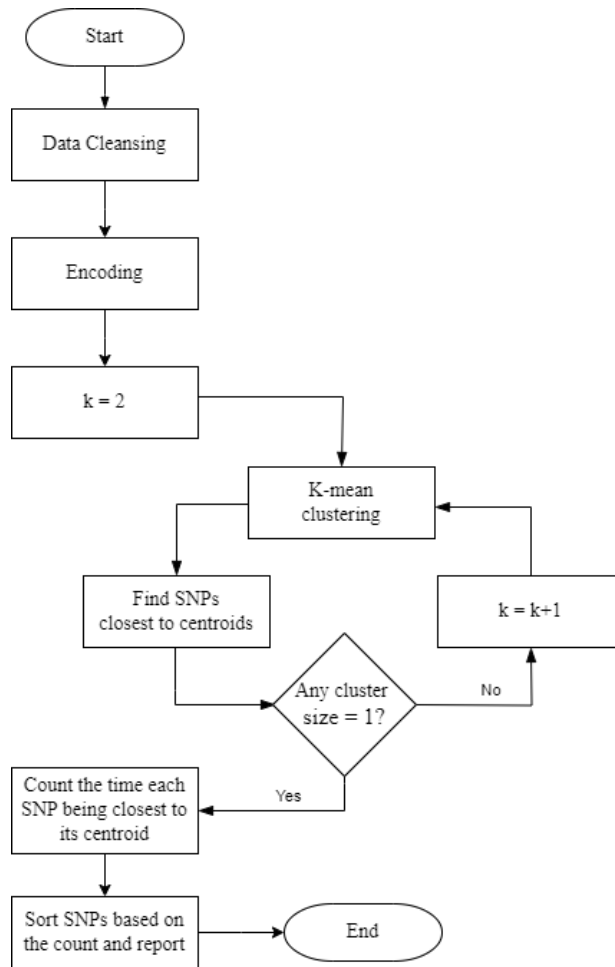 Start
Data Cleansing
Encoding
k = 2
K-mean
clustering
Find SNPs
closest to centroids
k = k+1
Any cluster
size = 1?
No
Yes
Count the time each
SNP being closest to
its centroid
Sort SNPs based on
the count and report
End